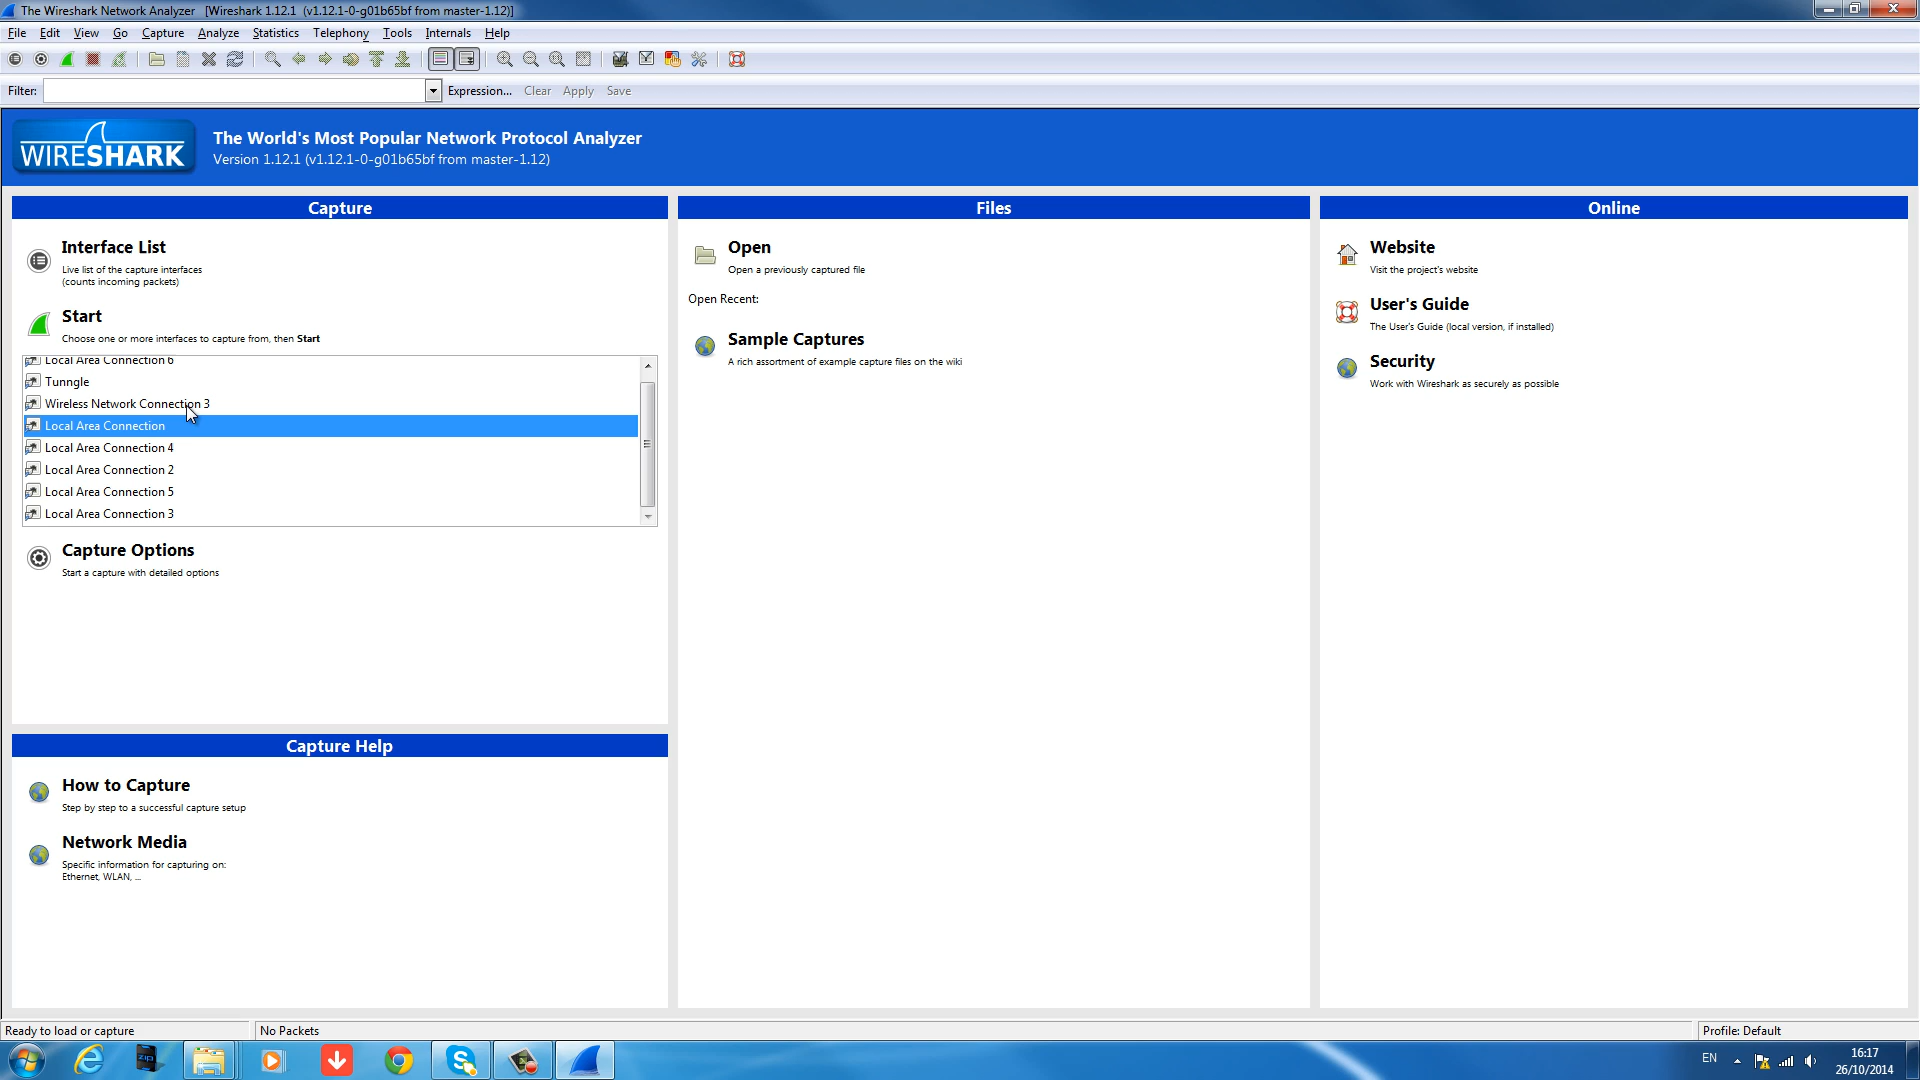 The Wireshark Network Analyzer [Wireshark 1.12.1 (v1.12.1-0-g01b65bf from master-1.12)]
File Edit View Go Capture Analyze Statistics Telephony Tools Internals Help
Filter: Expression... Clear Apply Save
WIRESHARK
The World's Most Popular Network Protocol Analyzer
Version 1.12.1 (v1.12.1-0-g01b65bf from master-1.12)
Capture
Interface List
Live list of the capture interfaces
(counts incoming packets)
Start
Choose one or more interfaces to capture from, then Start
Local Area Connection 6
Tunngle
Wireless Network Connection 3
Local Area Connection
Local Area Connection 4
Local Area Connection 2
Local Area Connection 5
Local Area Connection 3
Capture Options
Start a capture with detailed options
Capture Help
How to Capture
Step by step to a successful capture setup
Network Media
Specific information for capturing on:
Ethernet, WLAN, ...
Files
Open
Open a previously captured file
Open Recent:
Sample Captures
A rich assortment of example capture files on the wiki
Online
Website
Visit the project's website
User's Guide
The User's Guide (local version, if installed)
Security
Work with Wireshark as securely as possible
Ready to load or capture
No Packets
Profile: Default
ZIP
EN
16:17
26/10/2014